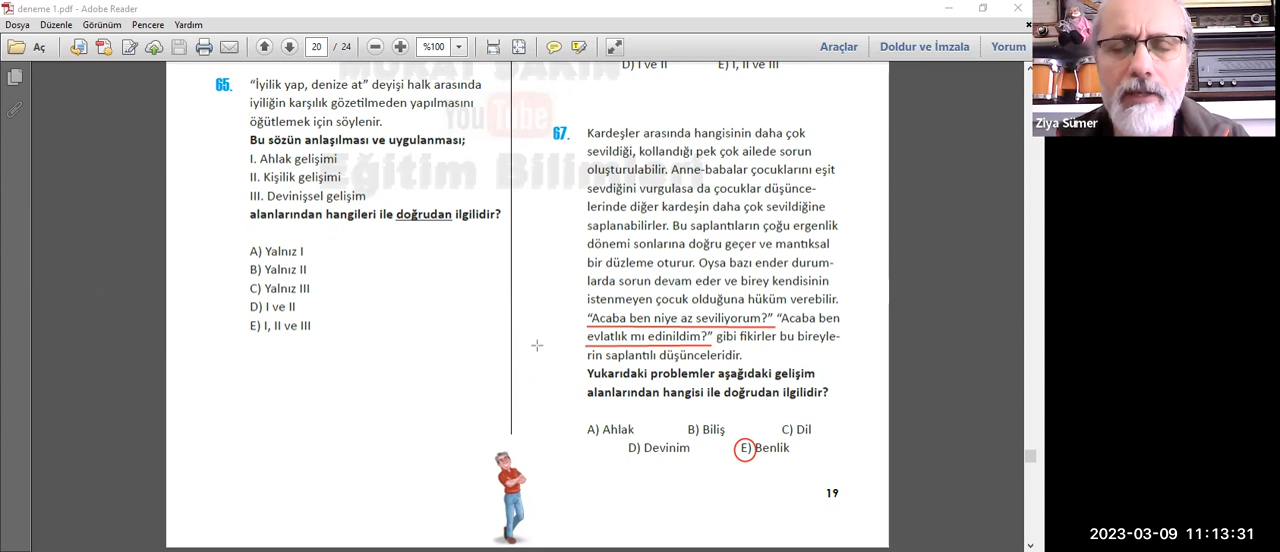 deneme 1.pdf - Adobe Reader
Dosya Düzenle Görünüm Pencere Yardım
Aç
20 / 24
%100
Araçlar Doldur ve İmzala Yorum
MURAT ŞAKİN
YouTube
Eğitim Bilimleri
65. "İyilik yap, denize at" deyişi halk arasında
iyiliğin karşılık gözetilmeden yapılmasını
öğütlemek için söylenir.
Bu sözün anlaşılması ve uygulanması;
I. Ahlak gelişimi
II. Kişilik gelişimi
III. Devinişsel gelişim
alanlarından hangileri ile doğrudan ilgilidir?
A) Yalnız I
B) Yalnız II
C) Yalnız III
D) I ve II
E) I, II ve III
D) I ve II E) I, II ve III
67. Kardeşler arasında hangisinin daha çok
sevildiği, kollandığı pek çok ailede sorun
oluşturulabilir. Anne-babalar çocuklarını eşit
sevdiğini vurgulasa da çocuklar düşünce-
lerinde diğer kardeşin daha çok sevildiğine
saplanabilirler. Bu saplantıların çoğu ergenlik
dönemi sonlarına doğru geçer ve mantıksal
bir düzleme oturur. Oysa bazı ender durum-
larda sorun devam eder ve birey kendisinin
istenmeyen çocuk olduğuna hüküm verebilir.
"Acaba ben niye az seviliyorum?" "Acaba ben
evlatlık mı edinildim?" gibi fikirler bu bireyle-
rin saplantılı düşünceleridir.
Yukarıdaki problemler aşağıdaki gelişim
alanlarından hangisi ile doğrudan ilgilidir?
A) Ahlak B) Biliş C) Dil
D) Devinim E) Benlik
19
Ziya Sümer
2023-03-09 11:13:31